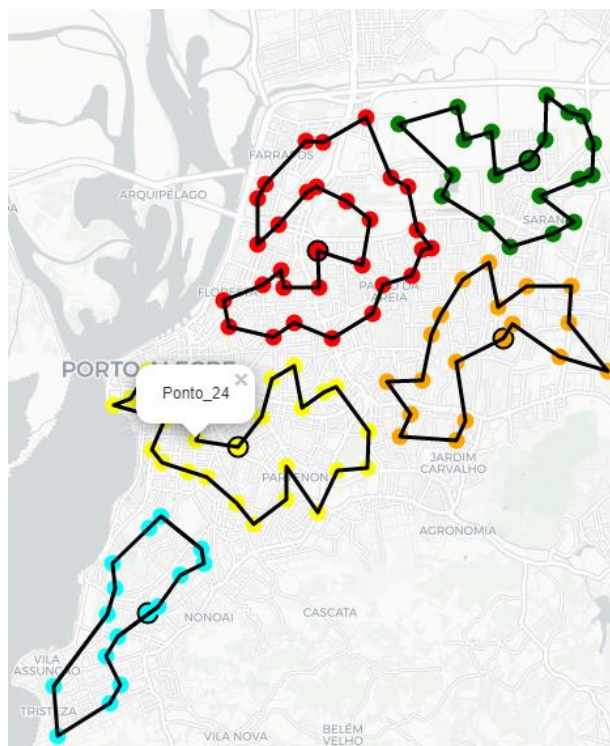 FARRAPOS
ARQUIPÉLAGO
SARANDI
FLORESTA
PASSO DA
AREIA
PORTO ALEGRE
Ponto_24
×
PARTENON
JARDIM
CARVALHO
AGRONOMIA
NONOAI
CASCATA
VILA
ASSUNÇÃO
TRISTEZA
VILA NOVA
BELÉM
VELHO